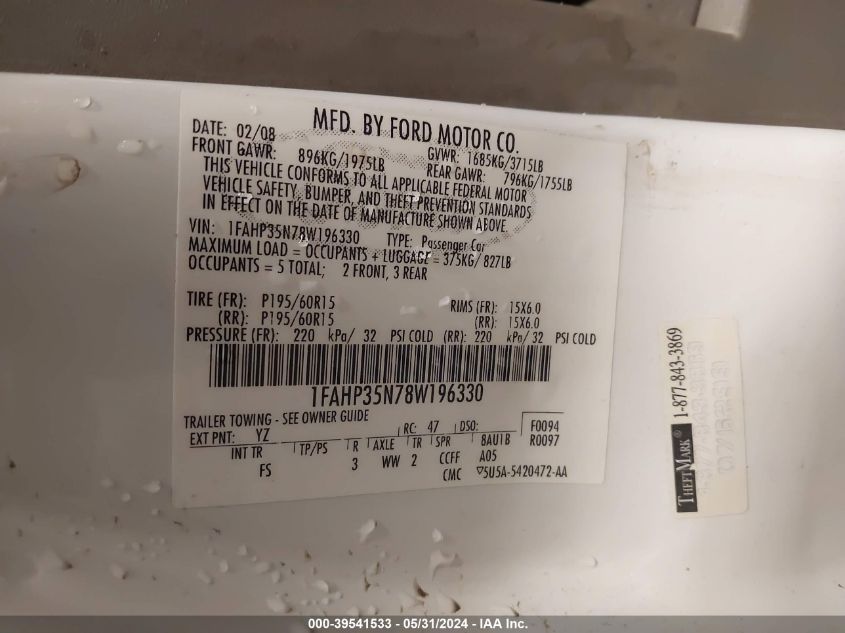 MFD. BY FORD MOTOR CO.
DATE: 02/08 GVWR: 1685KG/3715LB
FRONT GAWR: 896KG/1975LB REAR GAWR: 796KG/1755LB
THIS VEHICLE CONFORMS TO ALL APPLICABLE FEDERAL MOTOR
VEHICLE SAFETY, BUMPER, AND THEFT PREVENTION STANDARDS
IN EFFECT ON THE DATE OF MANUFACTURE SHOWN ABOVE
VIN: 1FAHP35N78W196330 TYPE: Passenger Car
MAXIMUM LOAD = OCCUPANTS + LUGGAGE = 375KG/ 827LB
OCCUPANTS = 5 TOTAL; 2 FRONT, 3 REAR
TIRE (FR): P195/60R15 RIMS (FR): 15X6.0
(RR): P195/60R15 (RR): 15X6.0
PRESSURE (FR): 220 kPa/ 32 PSI COLD (RR): 220 kPa/ 32 PSI COLD
1FAHP35N78W196330
TRAILER TOWING - SEE OWNER GUIDE
EXT PNT: YZ RC: 47 DSO: F0094
INT TR TP/PS R AXLE TR SPR BAU1B R0097
FS 3 WW 2 CCFF A05
CMC ▽5U5A-5420472-AA
THEFTMARK® 1-877-843-3869
000-39541533 - 05/31/2024 - IAA Inc.